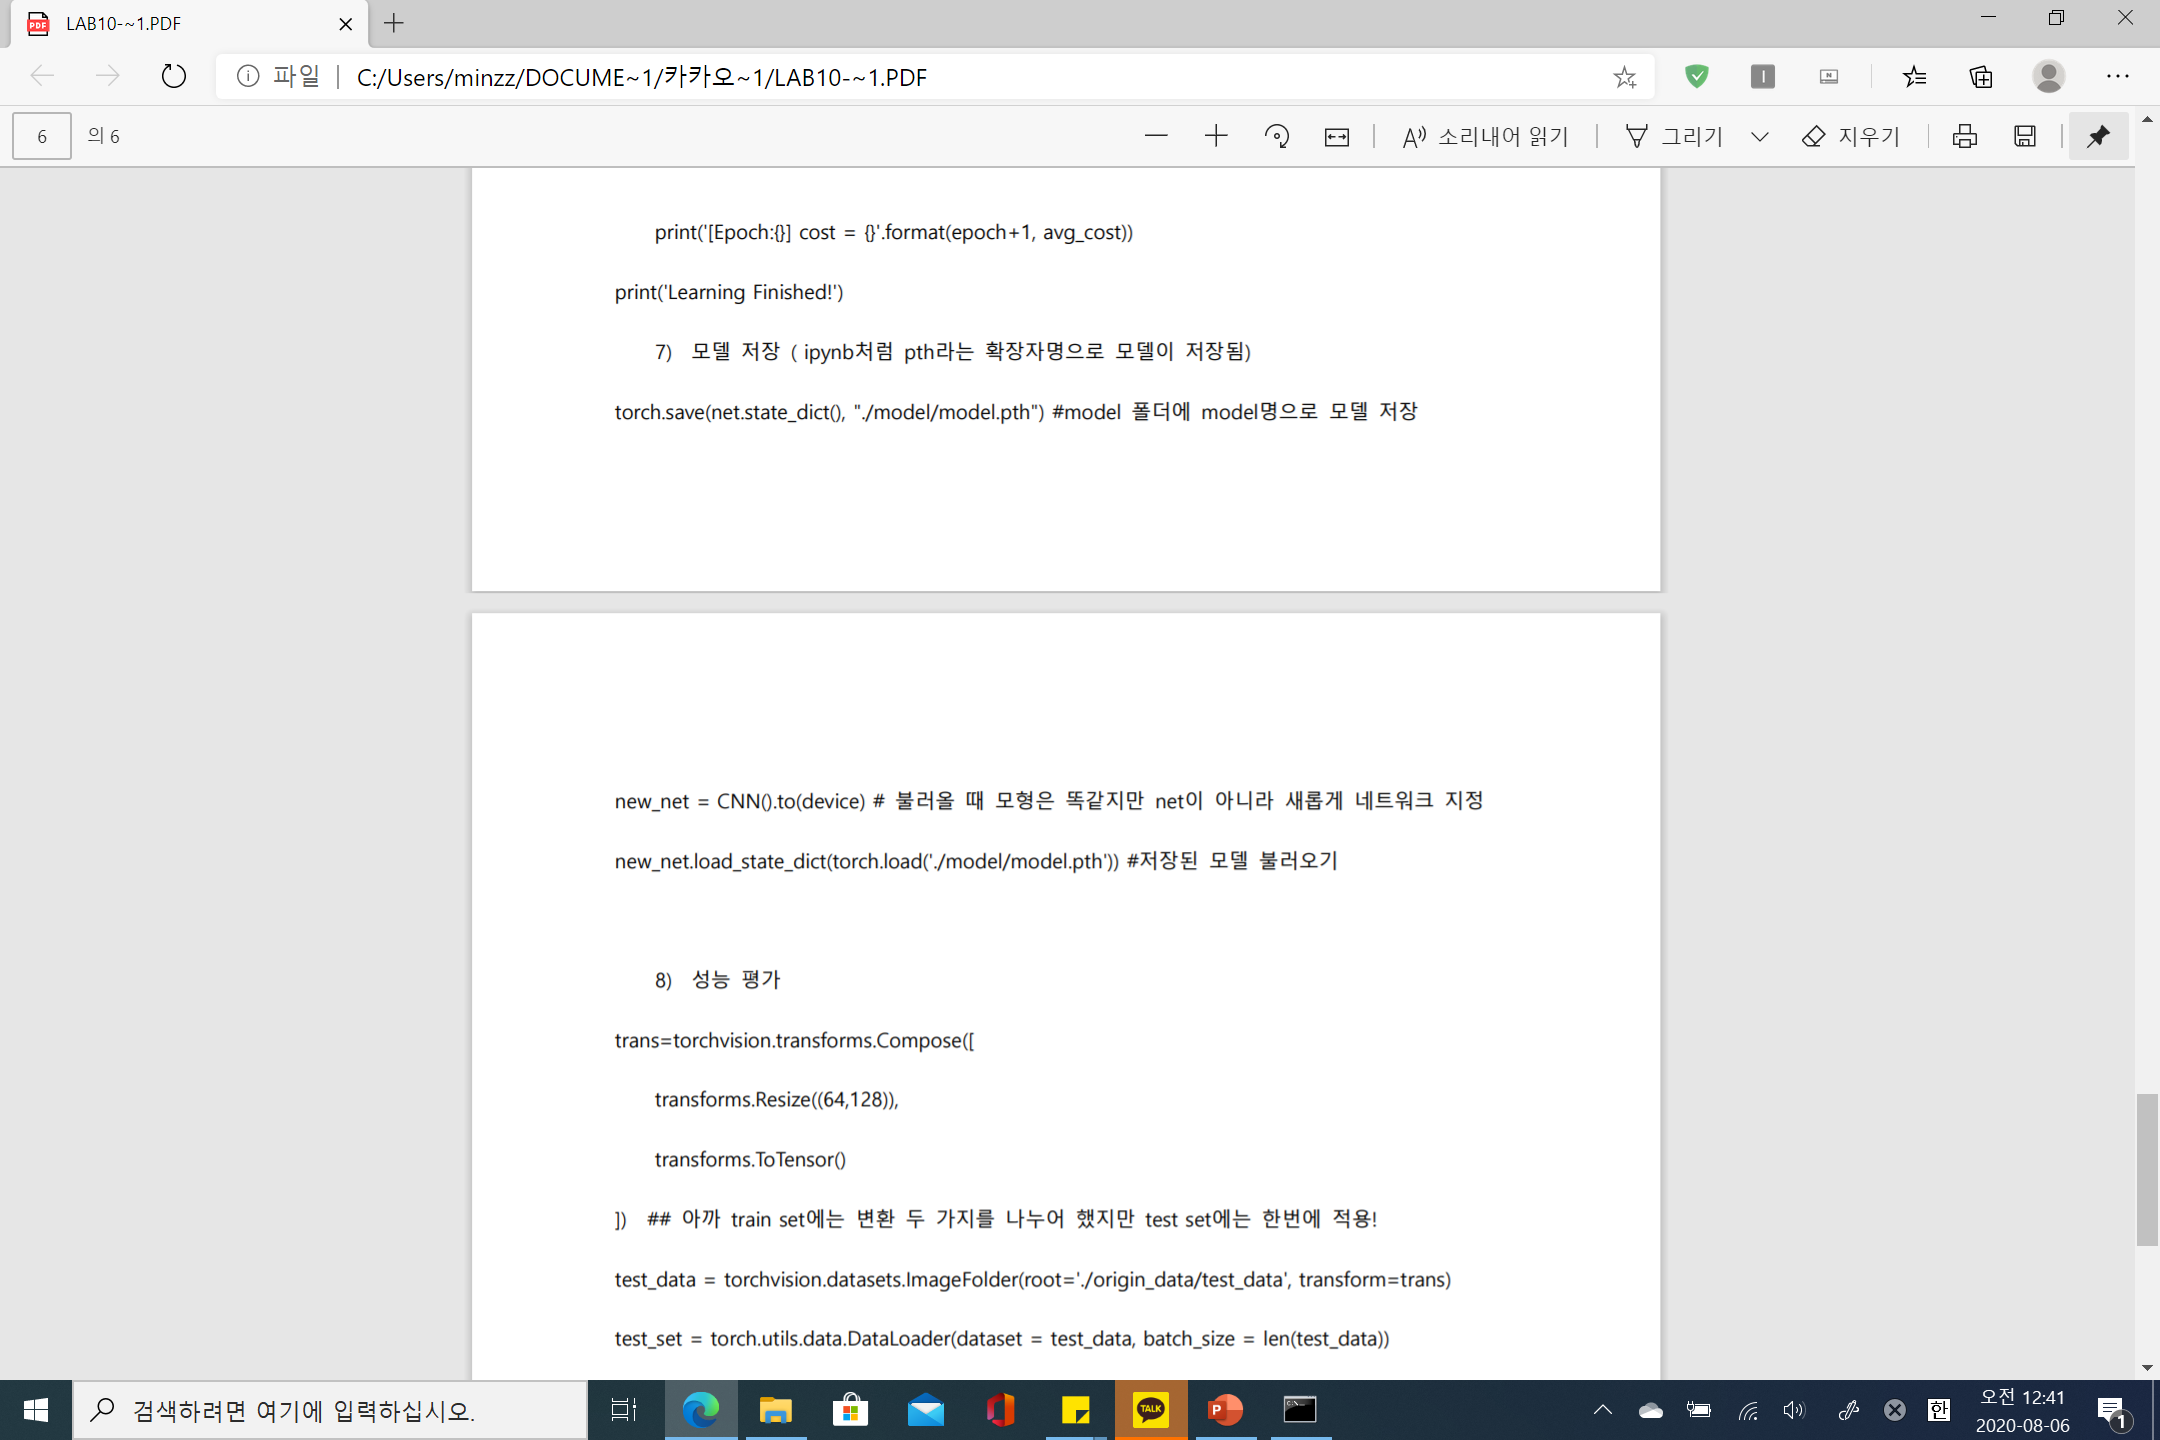 LAB10-~1.PDF
파일 | C:/Users/minzz/DOCUME~1/카카오~1/LAB10-~1.PDF
6 의 6
소리내어 읽기
그리기
지우기
print('[Epoch:{}] cost = {}'.format(epoch+1, avg_cost))
print('Learning Finished!')
7) 모델 저장 ( ipynb처럼 pth라는 확장자명으로 모델이 저장됨)
torch.save(net.state_dict(), "./model/model.pth") #model 폴더에 model명으로 모델 저장
new_net = CNN().to(device) # 불러올 때 모형은 똑같지만 net이 아니라 새롭게 네트워크 지정
new_net.load_state_dict(torch.load('./model/model.pth')) #저장된 모델 불러오기
8) 성능 평가
trans=torchvision.transforms.Compose([
transforms.Resize((64,128)),
transforms.ToTensor()
]) ## 아까 train set에는 변환 두 가지를 나누어 했지만 test set에는 한번에 적용!
test_data = torchvision.datasets.ImageFolder(root='./origin_data/test_data', transform=trans)
test_set = torch.utils.data.DataLoader(dataset = test_data, batch_size = len(test_data))
검색하려면 여기에 입력하십시오.
TALK
한
오전 12:41
2020-08-06
1